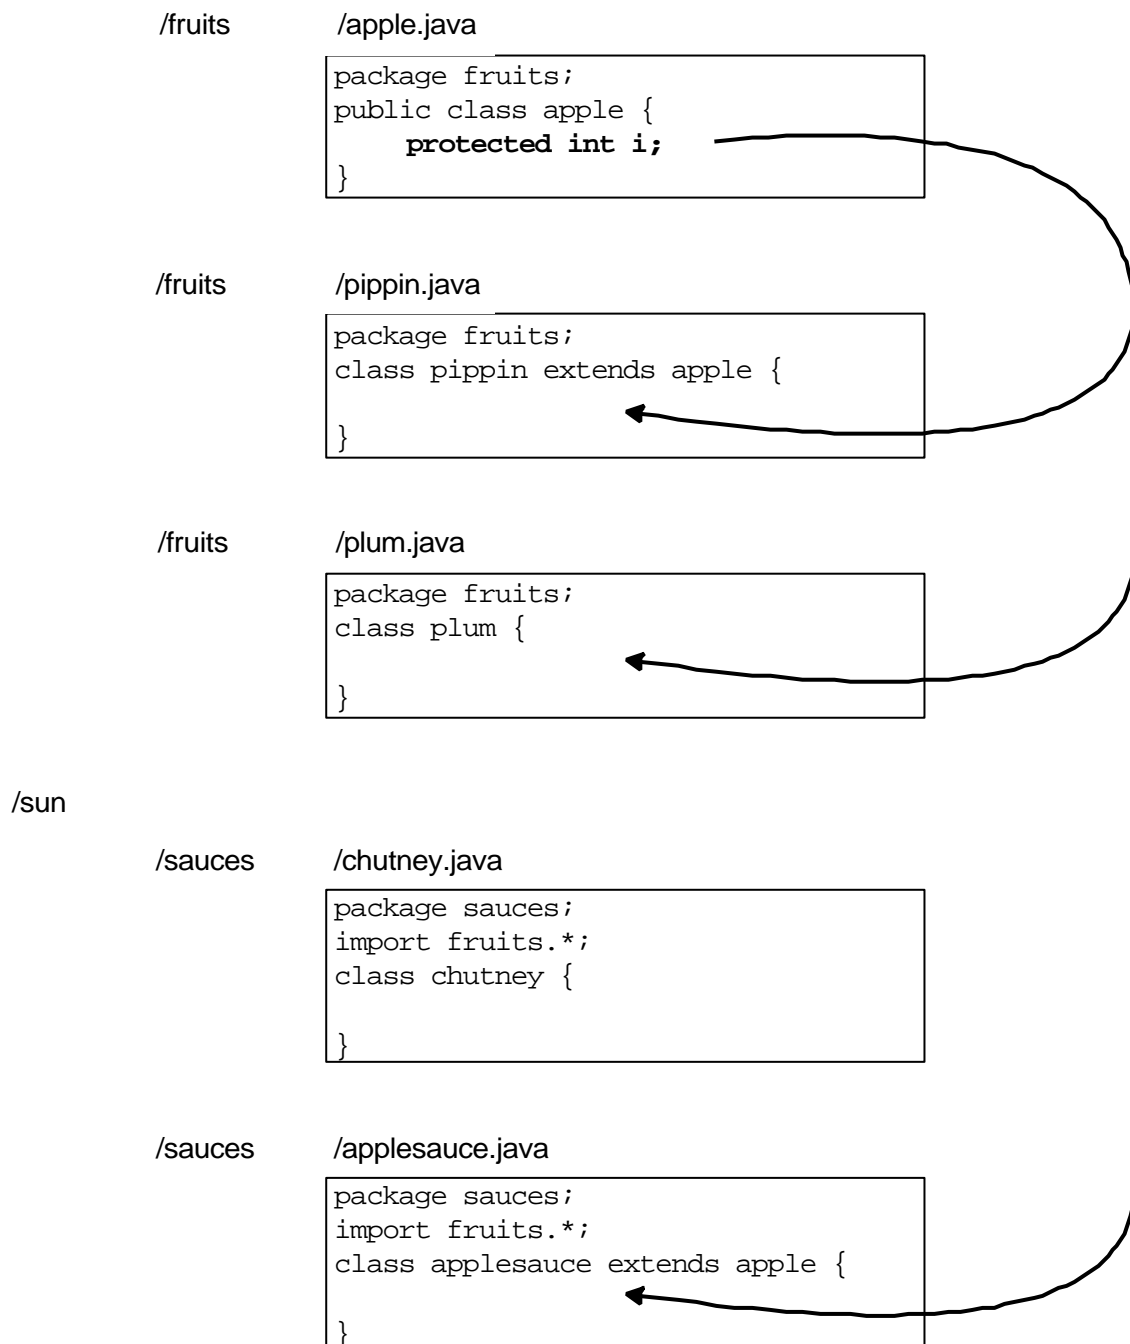 /fruits /apple.java
package fruits;
public class apple {
protected int i;
}
/fruits /pippin.java
package fruits;
class pippin extends apple {
}
/fruits /plum.java
package fruits;
class plum {
}
/sun
/sauces /chutney.java
package sauces;
import fruits.*;
class chutney {
}
/sauces /applesauce.java
package sauces;
import fruits.*;
class applesauce extends apple {
}